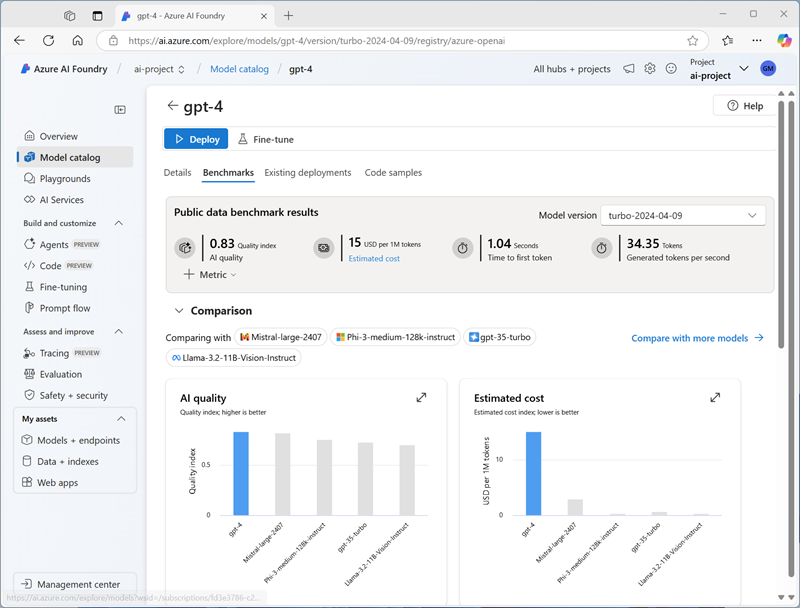 gpt-4 - Azure AI Foundry
https://ai.azure.com/explore/models/gpt-4/version/turbo-2024-04-09/registry/azure-openai
Azure AI Foundry / ai-project / Model catalog / gpt-4
All hubs + projects
Project
ai-project
GM
gpt-4
Help
Deploy
Fine-tune
Details Benchmarks Existing deployments Code samples
Overview
Model catalog
Playgrounds
AI Services
Build and customize
Agents PREVIEW
Code PREVIEW
Fine-tuning
Prompt flow
Assess and improve
Tracing PREVIEW
Evaluation
Safety + security
My assets
Models + endpoints
Data + indexes
Web apps
Management center
https://ai.azure.com/explore/models?wsid=/subscriptions/fd3e3786-c2...
Public data benchmark results
Model version turbo-2024-04-09
0.83 Quality index
AI quality
15 USD per 1M tokens
Estimated cost
1.04 Seconds
Time to first token
34.35 Tokens
Generated tokens per second
Metric
Comparison
Comparing with Mistral-large-2407 Phi-3-medium-128k-instruct gpt-35-turbo
Llama-3.2-11B-Vision-Instruct
Compare with more models
AI quality
Quality index; higher is better
Quality index
0.5
0
gpt-4
Mistral-large-2407
Phi-3-medium-128k-instruct
gpt-35-turbo
Llama-3.2-11B-Vision-Instruct
Estimated cost
Estimated cost index; lower is better
USD per 1M tokens
10
0
gpt-4
Mistral-large-2407
Phi-3-medium-128k-instruct
gpt-35-turbo
Llama-3.2-11B-Vision-Instruct